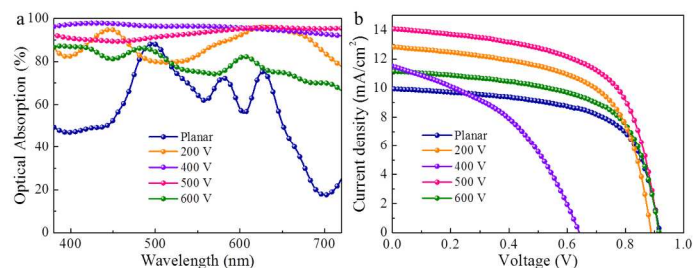 a
Optical Absorption (%)
100
80
60
40
20
0
Planar
200 V
400 V
500 V
600 V
400
500
600
700
Wavelength (nm)
b
Current density (mA/cm²)
16
14
12
10
8
6
4
2
0
Planar
200 V
400 V
500 V
600 V
0.0
0.2
0.4
0.6
0.8
1.0
Voltage (V)